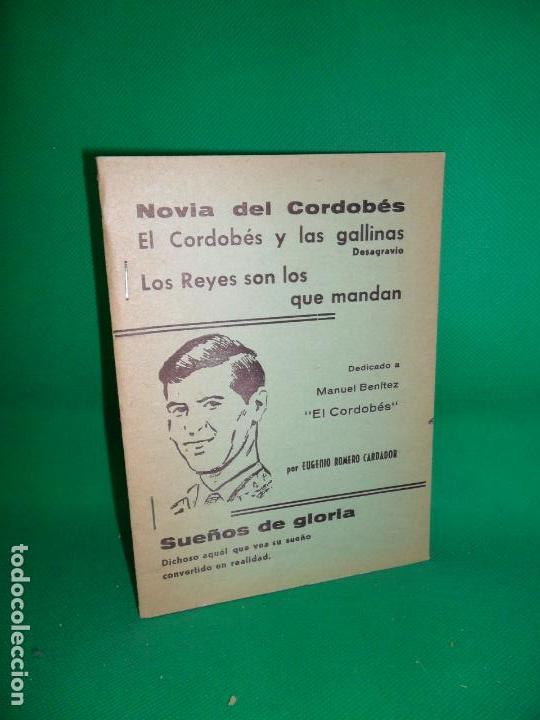 Novia del Cordobés
El Cordobés y las gallinas
Desagravio
Los Reyes son los
que mandan
Dedicado a
Manuel Benítez
"El Cordobés"
por EUGENIO ROMERO CARDADOR
Sueños de gloria
Dichoso aquél que vea su sueño
convertido en realidad.
todocoleccion